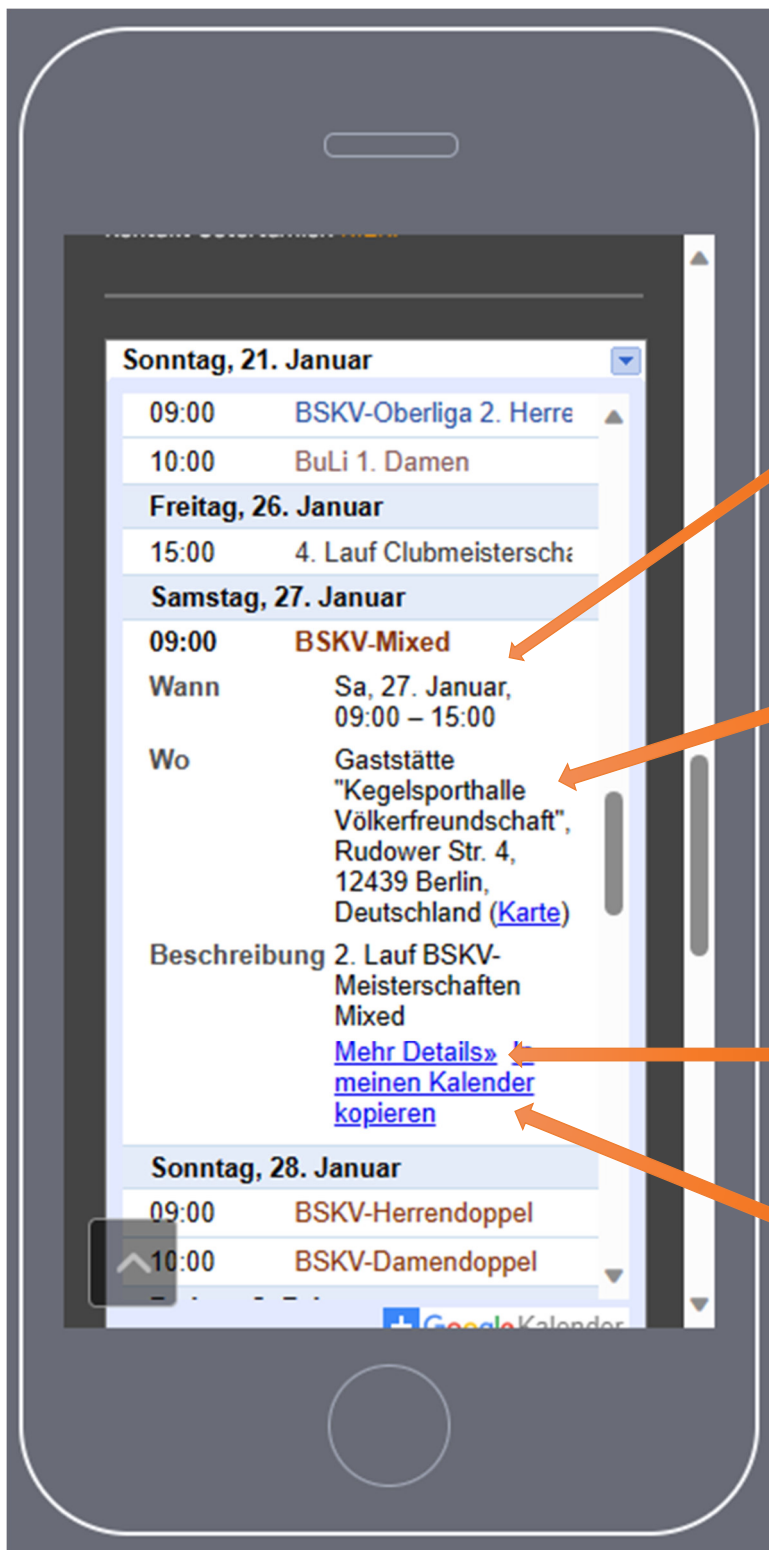 Sonntag, 21. Januar
09:00 BSKV-Oberliga 2. Herre
10:00 BuLi 1. Damen
Freitag, 26. Januar
15:00 4. Lauf Clubmeisterscha
Samstag, 27. Januar
09:00 BSKV-Mixed
Wann Sa, 27. Januar,
09:00 – 15:00
Wo Gaststätte
"Kegelsporthalle
Völkerfreundschaft",
Rudower Str. 4,
12439 Berlin,
Deutschland (Karte)
Beschreibung 2. Lauf BSKV-
Meisterschaften
Mixed
Mehr Details» In
meinen Kalender
kopieren
Sonntag, 28. Januar
09:00 BSKV-Herrendoppel
10:00 BSKV-Damendoppel
Google Kalender